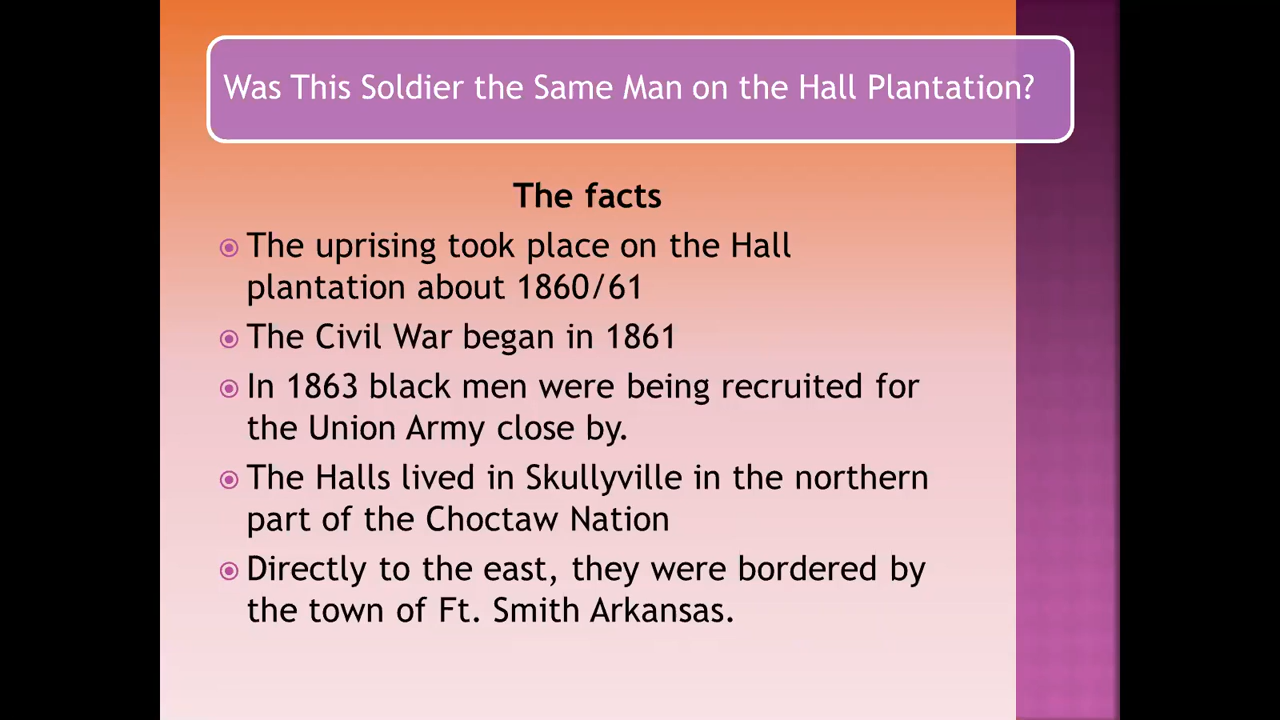 Was This Soldier the Same Man on the Hall Plantation?
The facts
The uprising took place on the Hall
plantation about 1860/61
The Civil War began in 1861
In 1863 black men were being recruited for
the Union Army close by.
The Halls lived in Skullyville in the northern
part of the Choctaw Nation
Directly to the east, they were bordered by
the town of Ft. Smith Arkansas.